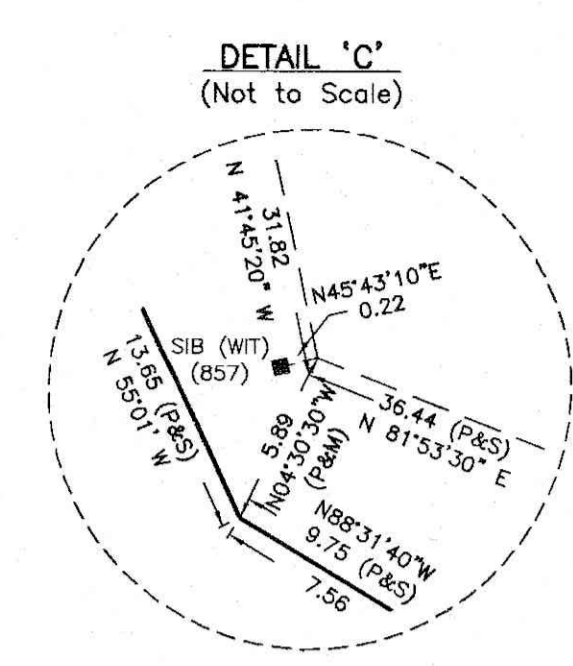 DETAIL 'C'
(Not to Scale)
N 41°45'20" W
31.82
N45°43'10"E
0.22
SIB (WIT)
(857)
13.65 (P&S)
N 55°01' W
36.44 (P&S)
N 81°53'30" E
5.89
N04°30'30"W
(P&M)
N88°31'40"W
9.75 (P&S)
7.56